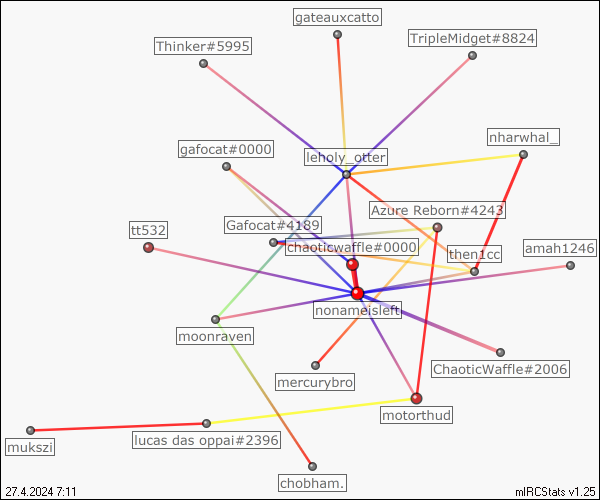 gateauxcatto
Thinker#5995
TripleMidget#8824
nharwhal_
gafocat#0000
leholy_otter
Azure Reborn#4243
Gafocat#4189
tt532
chaoticwaffle#0000
then1cc
amah1246
nonameisleft
moonraven
ChaoticWaffle#2006
mercurybro
motorthud
lucas das oppai#2396
mukszi
chobham.
27.4.2024 7:11
mIRCStats v1.25